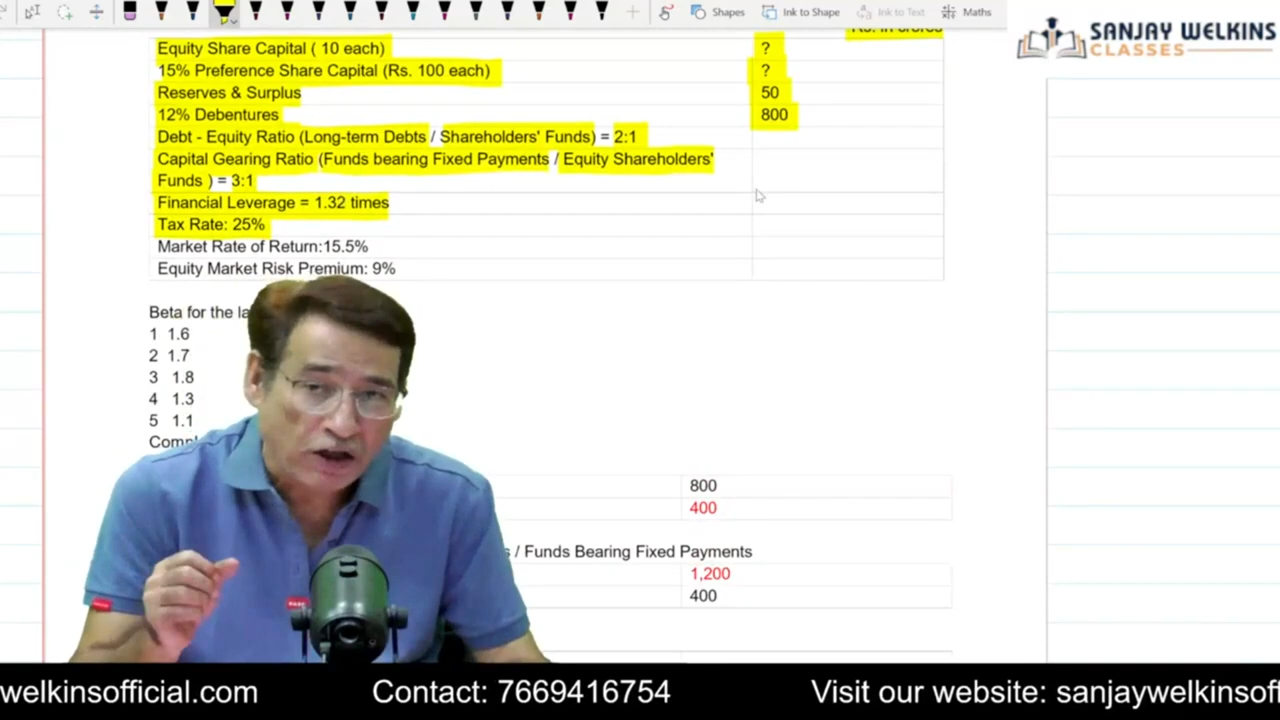 Shapes
Ink to Shape
Ink to Text
Maths
SANJAY WELKINS
CLASSES
Equity Share Capital ( 10 each) ?
15% Preference Share Capital (Rs. 100 each) ?
Reserves & Surplus 50
12% Debentures 800
Debt - Equity Ratio (Long-term Debts / Shareholders' Funds) = 2:1
Capital Gearing Ratio (Funds bearing Fixed Payments / Equity Shareholders'
Funds ) = 3:1
Financial Leverage = 1.32 times
Tax Rate: 25%
Market Rate of Return:15.5%
Equity Market Risk Premium: 9%
Beta for the la
1 1.6
2 1.7
3 1.8
4 1.3
5 1.1
800
400
/ Funds Bearing Fixed Payments
1,200
400
welkinsofficial.com Contact: 7669416754 Visit our website: sanjaywelkinsof